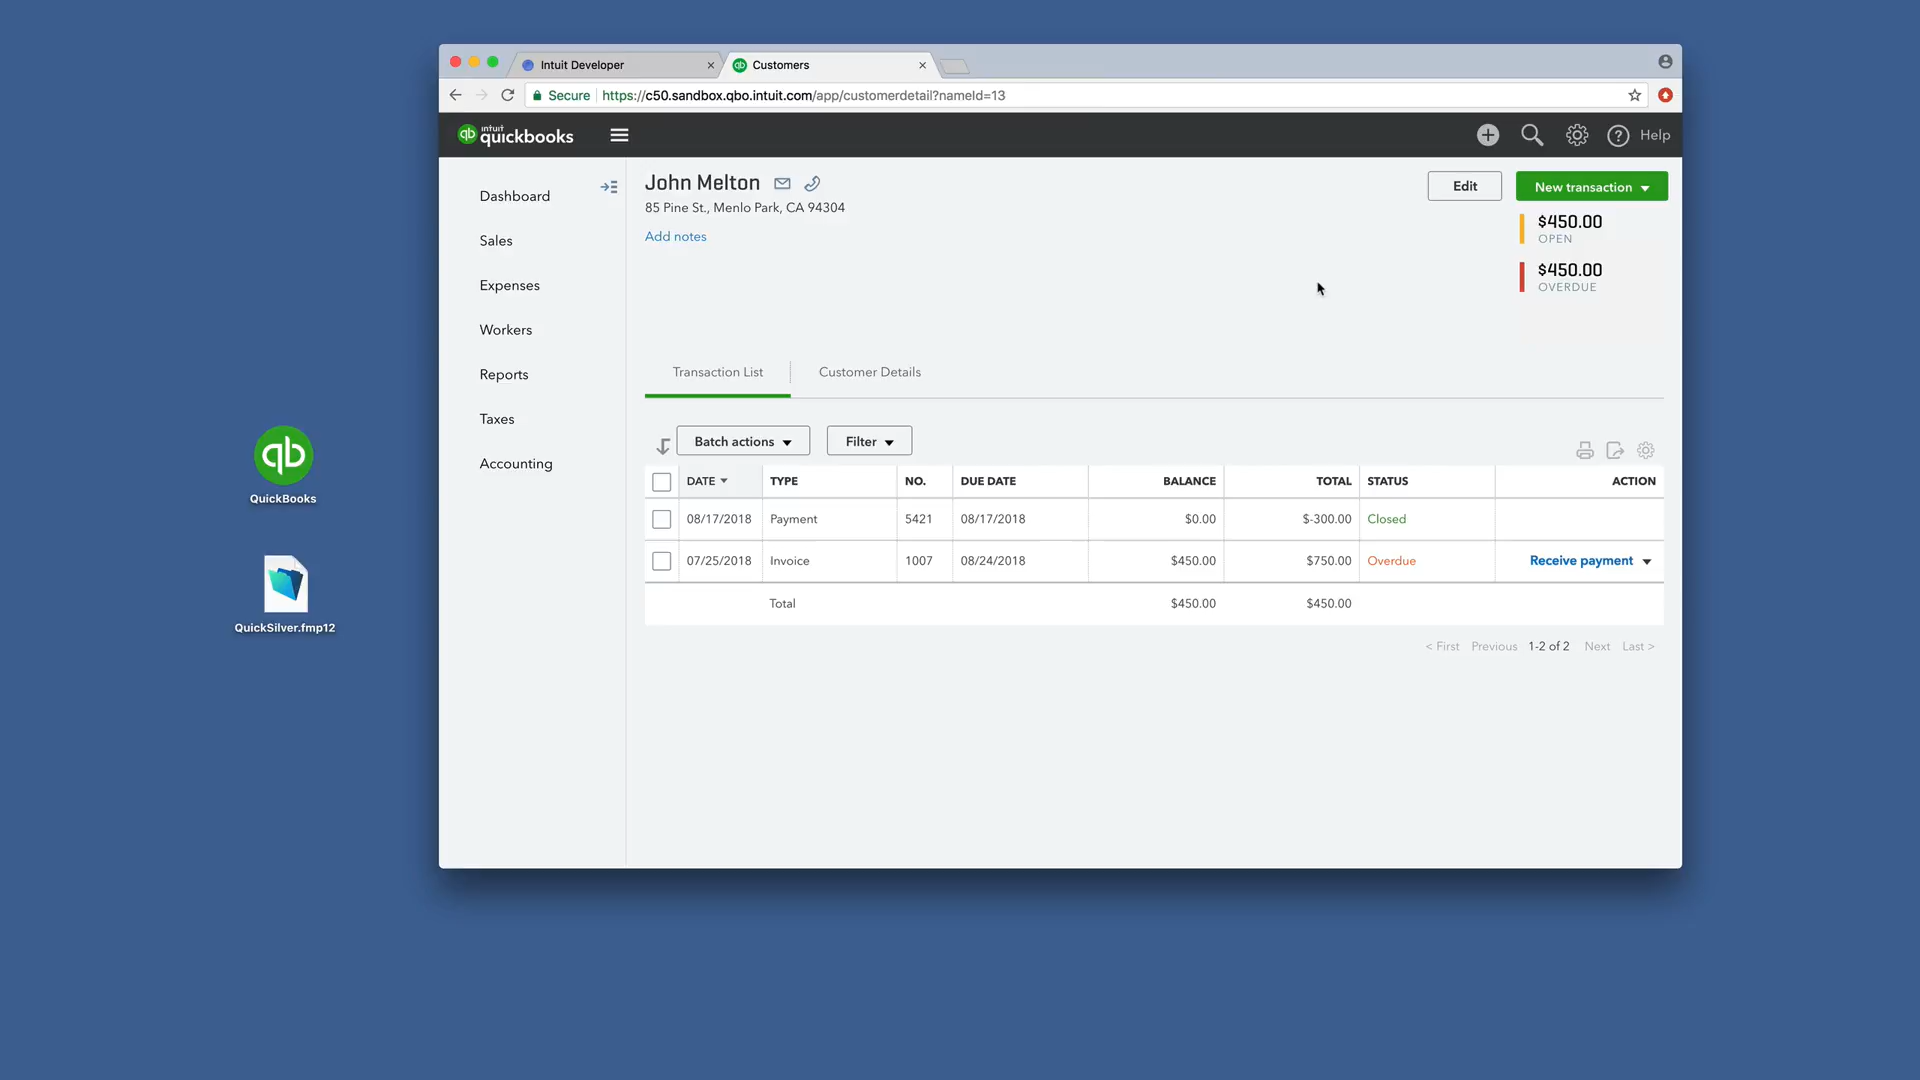 Intuit Developer
Customers
Secure https://c50.sandbox.qbo.intuit.com/app/customerdetail?nameId=13
qb intuit quickbooks
Help
Dashboard
Sales
Expenses
Workers
Reports
Taxes
Accounting
John Melton
85 Pine St., Menlo Park, CA 94304
Add notes
Edit
New transaction
$450.00
OPEN
$450.00
OVERDUE
Transaction List
Customer Details
Batch actions
Filter
DATE TYPE NO. DUE DATE BALANCE TOTAL STATUS ACTION
08/17/2018 Payment 5421 08/17/2018 $0.00 $-300.00 Closed
07/25/2018 Invoice 1007 08/24/2018 $450.00 $750.00 Overdue Receive payment
Total $450.00 $450.00
< First Previous 1-2 of 2 Next Last >
qb
QuickBooks
QuickSilver.fmp12